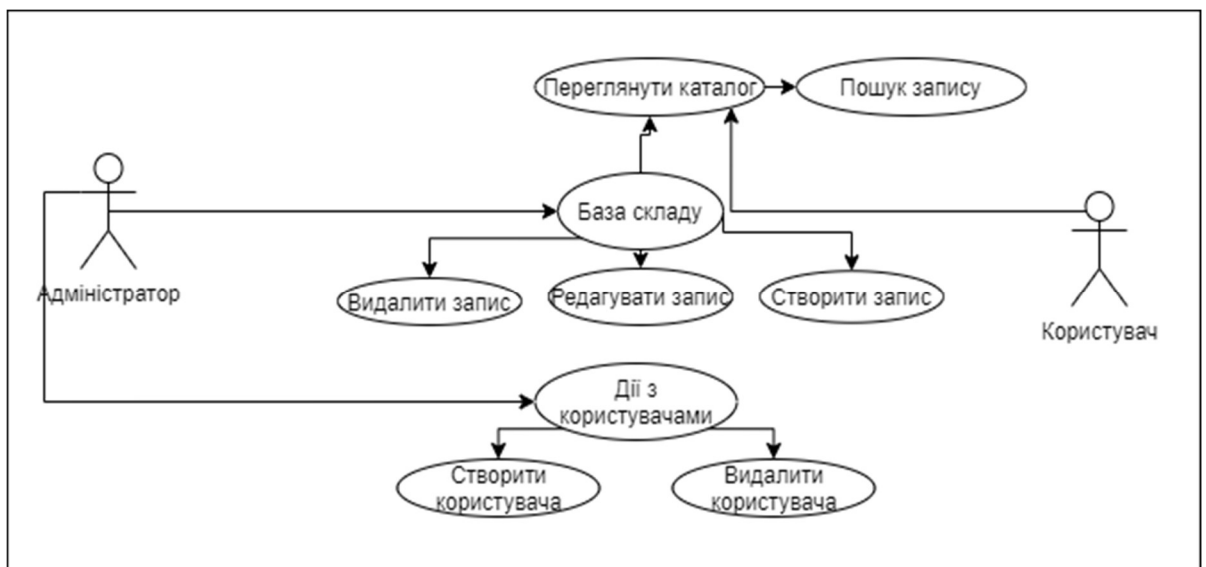 Переглянути каталог
Пошук запису
База складу
Адміністратор
Видалити запис
Редагувати запис
Створити запис
Користувач
Дії з
користувачами
Створити
користувача
Видалити
користувача